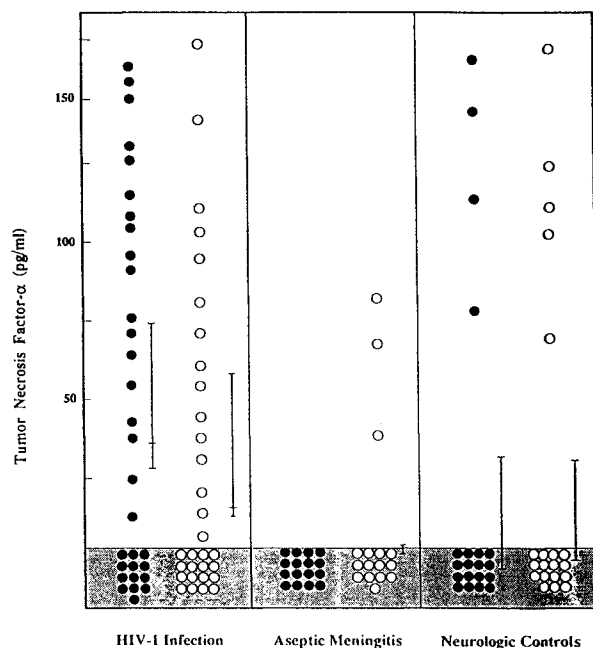 Tumor Necrosis Factor-α (pg/ml)
150
100
50
HIV-1 Infection
Aseptic Meningitis
Neurologic Controls